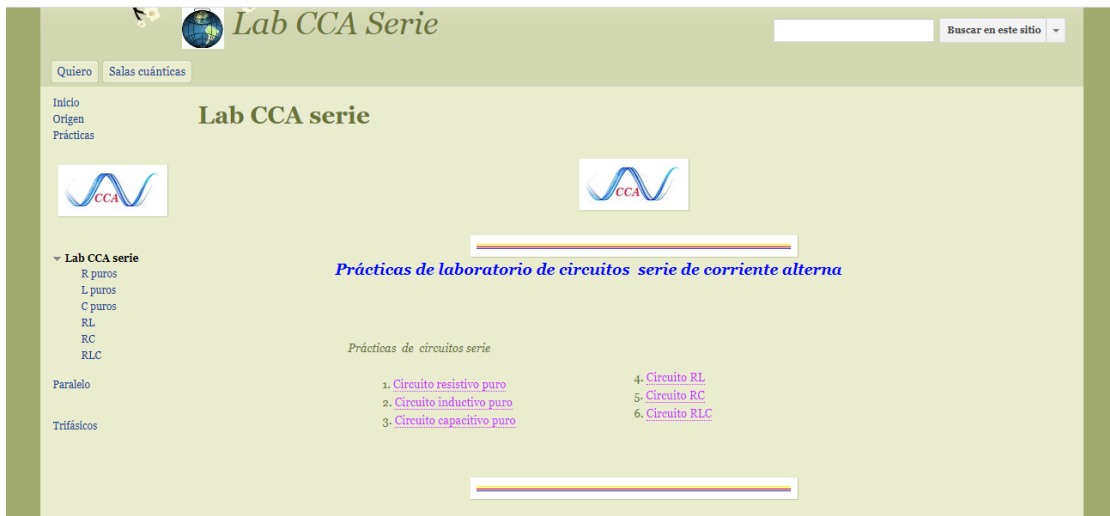 Lab CCA Serie
Buscar en este sitio
Quiero
Salas cuánticas
Inicio
Origen
Prácticas
CCA
Lab CCA serie
R puros
L puros
C puros
RL
RC
RLC
Paralelo
Trifásicos
Lab CCA serie
CCA
Prácticas de laboratorio de circuitos serie de corriente alterna
Prácticas de circuitos serie
1. Circuito resistivo puro
2. Circuito inductivo puro
3. Circuito capacitivo puro
4. Circuito RL
5. Circuito RC
6. Circuito RLC